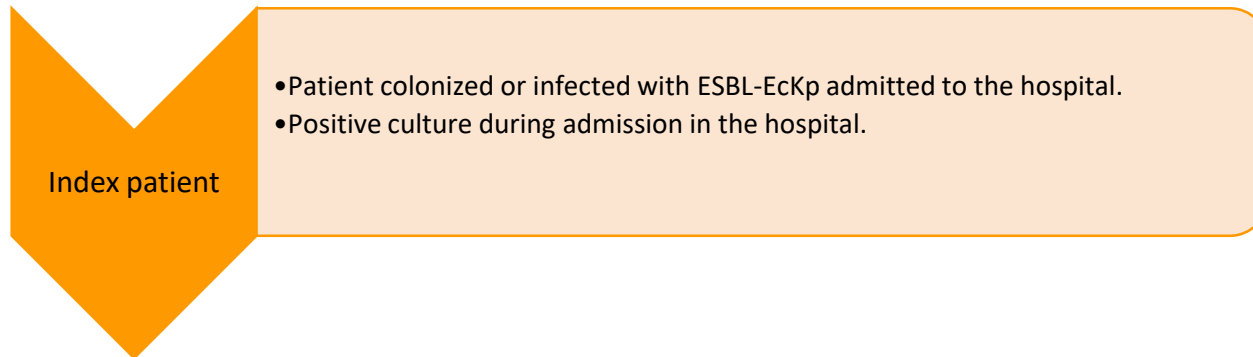 Index patient
•Patient colonized or infected with ESBL-EcKp admitted to the hospital.
•Positive culture during admission in the hospital.